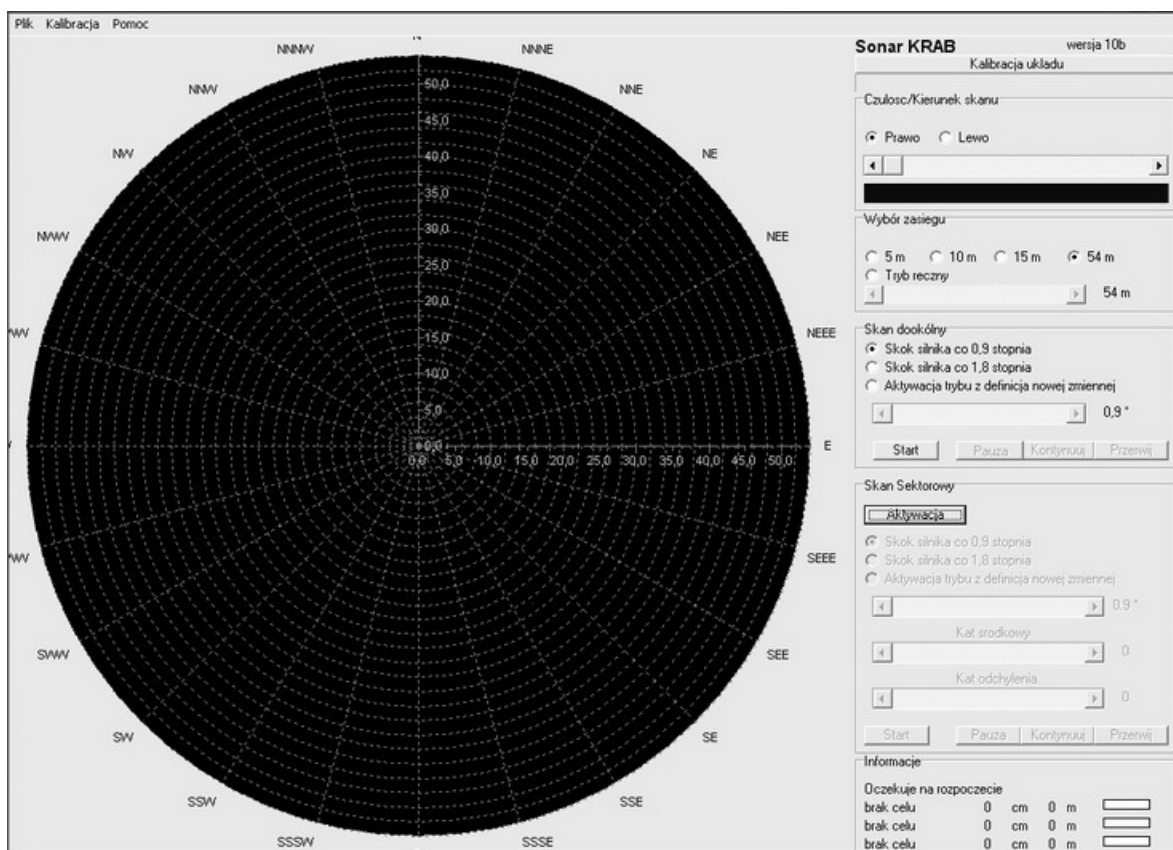 Plik Kalibracja Pomoc
Sonar KRAB wersja 10b
Kalibracja ukladu
Czulosc/Kierunek skanu
Prawo Lewo
Wybór zasiegu
5 m 10 m 15 m 54 m
Tryb reczny
54 m
Skan dookólny
Skok silnika co 0,9 stopnia
Skok silnika co 1,8 stopnia
Aktywacja trybu z definicja nowej zmiennej
0,9 °
Start Pauza Kontynuuj Przerwij
Skan Sektorowy
Aktywacja
Skok silnika co 0,9 stopnia
Skok silnika co 1,8 stopnia
Aktywacja trybu z definicja nowej zmiennej
0.9 °
Kat srodkowy
0
Kat odchylenia
0
Start Pauza Kontynuuj Przerwij
Informacje
Oczekuje na rozpoczecie
brak celu 0 cm 0 m
brak celu 0 cm 0 m
brak celu 0 cm 0 m
NNNW NNNE
NNW NNE
NW NE
NWW NEE
NEEE
E
SEEE
SWW SEE
SW SE
SSW SSE
SSSW SSSE
50,0
45,0
40,0
35,0
30,0
25,0
20,0
15,0
10,0
5,0
0,0
0,0 5,0 10,0 15,0 20,0 25,0 30,0 35,0 40,0 45,0 50,0